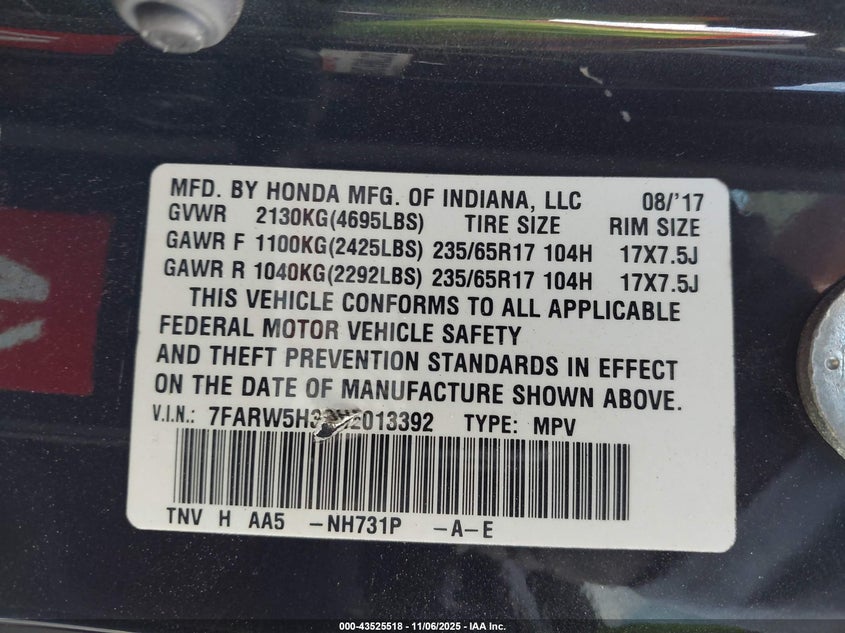 MFD. BY HONDA MFG. OF INDIANA, LLC 08/'17
GVWR 2130KG(4695LBS) TIRE SIZE RIM SIZE
GAWR F 1100KG(2425LBS) 235/65R17 104H 17X7.5J
GAWR R 1040KG(2292LBS) 235/65R17 104H 17X7.5J
THIS VEHICLE CONFORMS TO ALL APPLICABLE
FEDERAL MOTOR VEHICLE SAFETY
AND THEFT PREVENTION STANDARDS IN EFFECT
ON THE DATE OF MANUFACTURE SHOWN ABOVE.
V.I.N.: TYPE: MPV
TNV H AA5 -NH731P -A-E
000-43525518 - 11/06/2025 - IAA Inc.